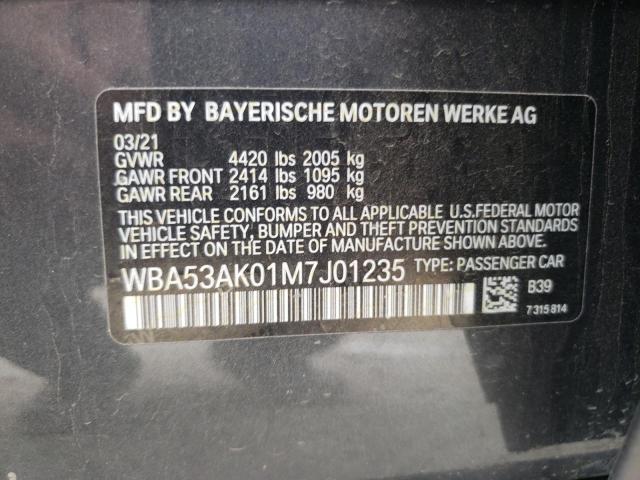 MFD BY BAYERISCHE MOTOREN WERKE AG
03/21
GVWR 4420 lbs 2005 kg
GAWR FRONT 2414 lbs 1095 kg
GAWR REAR 2161 lbs 980 kg
THIS VEHICLE CONFORMS TO ALL APPLICABLE U.S.FEDERAL MOTOR
VEHICLE SAFETY, BUMPER AND THEFT PREVENTION STANDARDS
IN EFFECT ON THE DATE OF MANUFACTURE SHOWN ABOVE.
WBA53AK01M7J01235 TYPE: PASSENGER CAR
B39
7315814